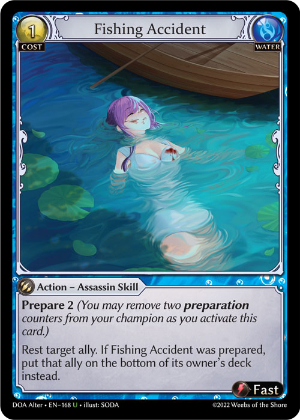 1
Fishing Accident
COST
WATER
Action – Assassin Skill
Prepare 2 (You may remove two preparation
counters from your champion as you activate this
card.)
Rest target ally. If Fishing Accident was prepared,
put that ally on the bottom of its owner's deck
instead.
Fast
DOA Alter • EN-168 U • illust: SODA
©2022 Weebs of the Shore